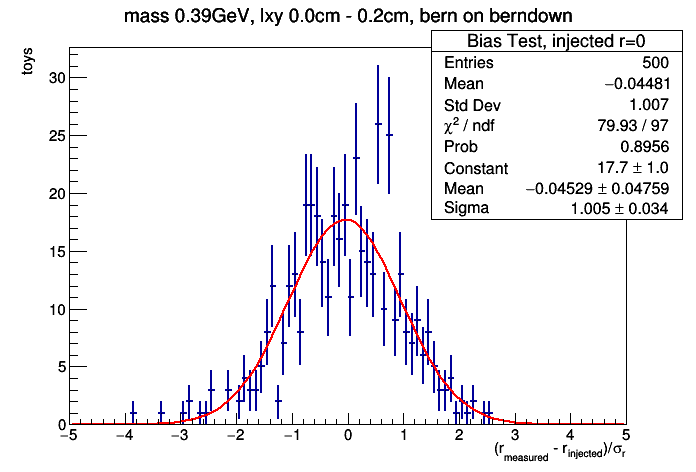 mass 0.39GeV, lxy 0.0cm - 0.2cm, bern on berndown
toys
Bias Test, injected r=0
Entries 500
Mean −0.04481
Std Dev 1.007
χ² / ndf 79.93 / 97
Prob 0.8956
Constant 17.7 ± 1.0
Mean −0.04529 ± 0.04759
Sigma 1.005 ± 0.034
30
25
20
15
10
5
0
−5 −4 −3 −2 −1 0 1 2 3 4 5
(r_measured - r_injected)/σ_r